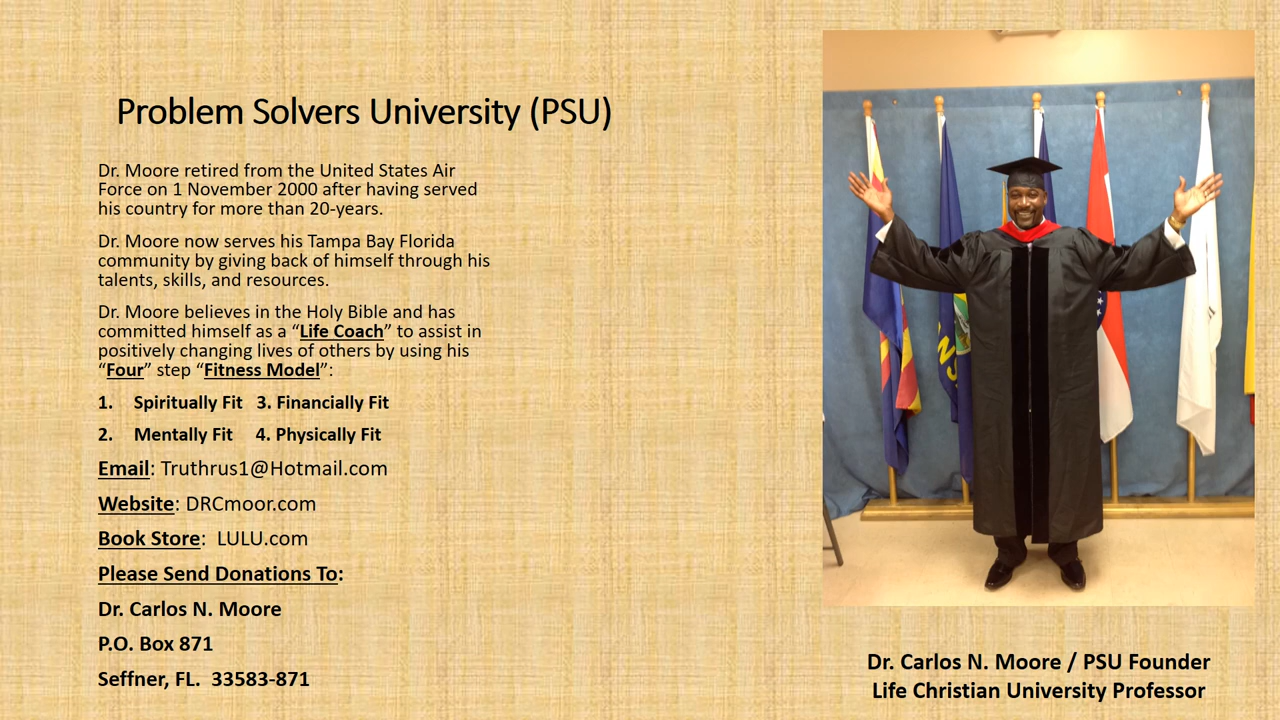 Problem Solvers University (PSU)
Dr. Moore retired from the United States Air
Force on 1 November 2000 after having served
his country for more than 20-years.
Dr. Moore now serves his Tampa Bay Florida
community by giving back of himself through his
talents, skills, and resources.
Dr. Moore believes in the Holy Bible and has
committed himself as a “Life Coach” to assist in
positively changing lives of others by using his
“Four” step “Fitness Model”:
1. Spiritually Fit 3. Financially Fit
2. Mentally Fit 4. Physically Fit
Email: Truthrus1@Hotmail.com
Website: DRCmoor.com
Book Store: LULU.com
Please Send Donations To:
Dr. Carlos N. Moore
P.O. Box 871
Seffner, FL. 33583-871
Dr. Carlos N. Moore / PSU Founder
Life Christian University Professor